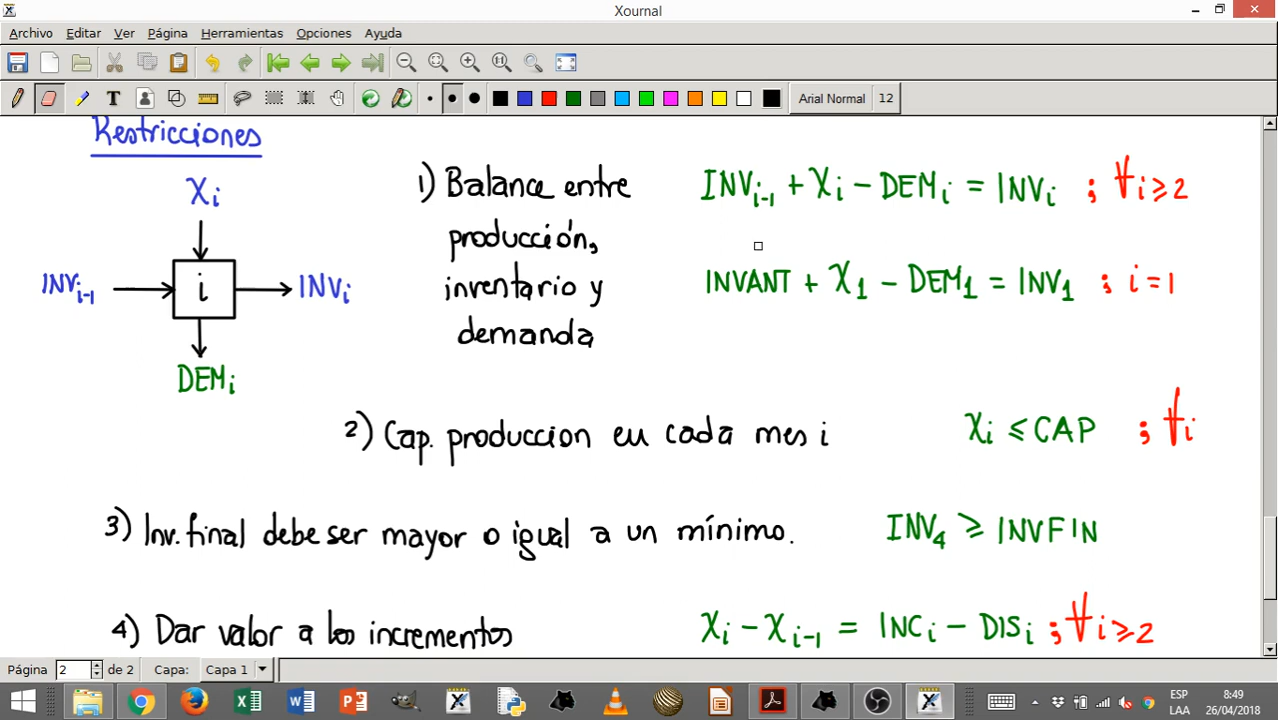 Xournal
Archivo Editar Ver Página Herramientas Opciones Ayuda
Arial Normal 12
Restricciones
Xi
INVi-1
i
INVi
DEMi
1) Balance entre
producción,
inventario y
demanda
INVi-1 + Xi - DEMi = INVi ; ∀i≥2
INVANT + X1 - DEM1 = INV1 ; i=1
2) Cap. produccion en cada mes i
Xi ≤ CAP ; ∀i
3) Inv. final debe ser mayor o igual a un mínimo.
INV4 ≥ INVFIN
4) Dar valor a los incrementos
Xi - Xi-1 = INCi - DISi ; ∀i≥2
Página 2 de 2 Capa: Capa 1
ESP 8:49
LAA 26/04/2018